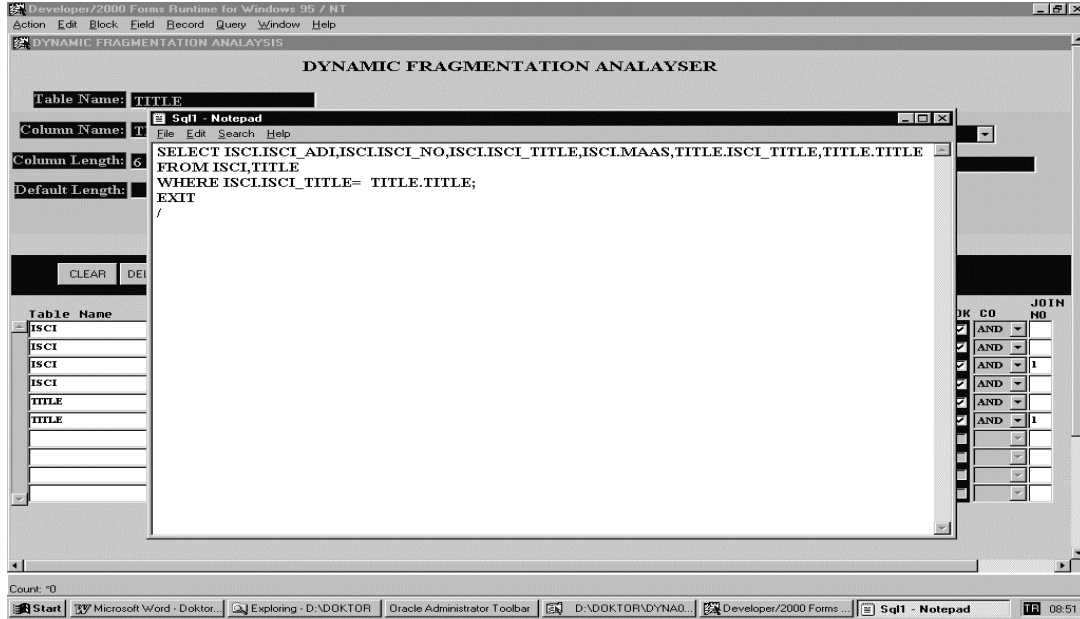 Developer/2000 Forms Runtime for Windows 95 / NT
Action Edit Block Field Record Query Window Help
DYNAMIC FRAGMENTATION ANALAYSIS
DYNAMIC FRAGMENTATION ANALAYSER
Table Name: TITLE
Sql1 - Notepad
Column Name:
File Edit Search Help
Column Length: 6
Default Length:
SELECT ISCI.ISCI_ADI,ISCI.ISCI_NO,ISCI.ISCI_TITLE,ISCI.MAAS,TITLE.ISCI_TITLE,TITLE.TITLE
FROM ISCI,TITLE
WHERE ISCI.ISCI_TITLE= TITLE.TITLE;
EXIT
/
CLEAR DEL
Table Name OK CO JOIN NO
ISCI AND
ISCI AND
ISCI AND 1
ISCI AND
TITLE AND
TITLE AND 1
Count: *0
Start Microsoft Word - Doktor... Exploring - D:\DOKTOR Oracle Administrator Toolbar D:\DOKTOR\DYNA0... Developer/2000 Forms ... Sql1 - Notepad TR 08:51